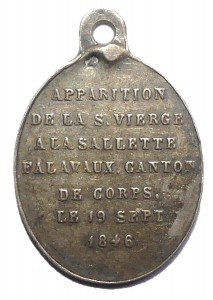 APPARITION
DE LA S. VIERGE
A LA SALLETTE
FALAVAUX. CANTON
DE CORPS.
LE 19 SEPT
1846